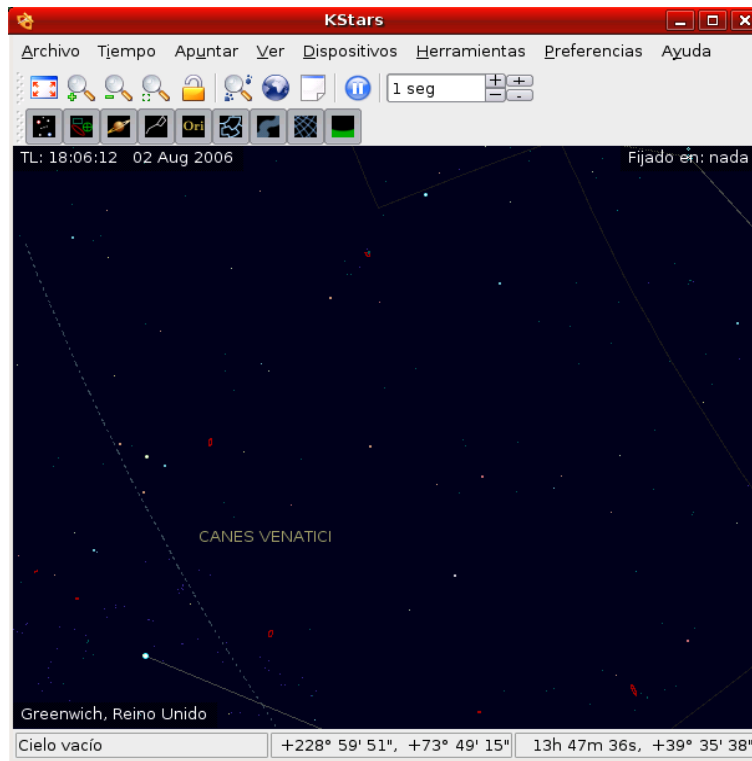 KStars
Archivo Tiempo Apuntar Ver Dispositivos Herramientas Preferencias Ayuda
1 seg
Ori
TL: 18:06:12 02 Aug 2006 Fijado en: nada
CANES VENATICI
Greenwich, Reino Unido
Cielo vacío +228° 59' 51", +73° 49' 15" 13h 47m 36s, +39° 35' 38"